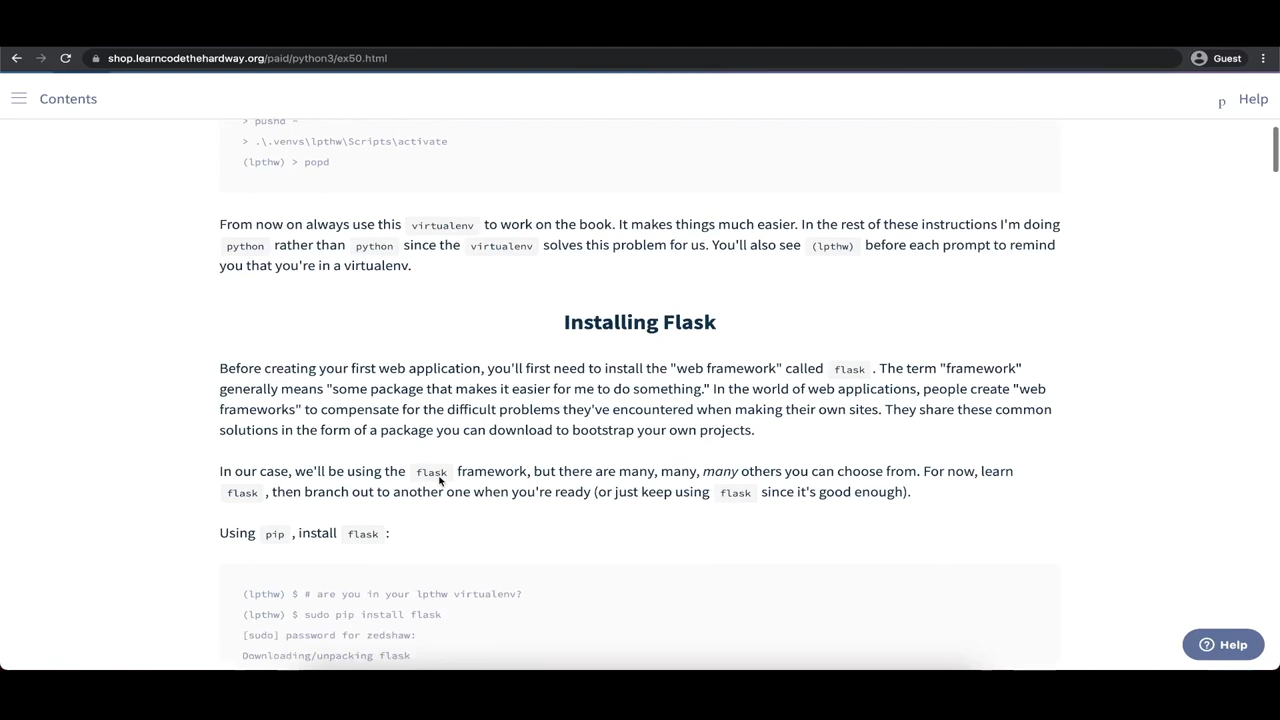 shop.learncodethehardway.org/paid/python3/ex50.html
Guest
Contents
Help
> pushd ~
> .\.venvs\lpthw\Scripts\activate
(lpthw) > popd
From now on always use this virtualenv to work on the book. It makes things much easier. In the rest of these instructions I'm doing
python rather than python since the virtualenv solves this problem for us. You'll also see (lpthw) before each prompt to remind
you that you're in a virtualenv.
Installing Flask
Before creating your first web application, you'll first need to install the "web framework" called flask . The term "framework"
generally means "some package that makes it easier for me to do something." In the world of web applications, people create "web
frameworks" to compensate for the difficult problems they've encountered when making their own sites. They share these common
solutions in the form of a package you can download to bootstrap your own projects.
In our case, we'll be using the flask framework, but there are many, many, many others you can choose from. For now, learn
flask , then branch out to another one when you're ready (or just keep using flask since it's good enough).
Using pip , install flask :
(lpthw) $ # are you in your lpthw virtualenv?
(lpthw) $ sudo pip install flask
[sudo] password for zedshaw:
Downloading/unpacking flask
Help